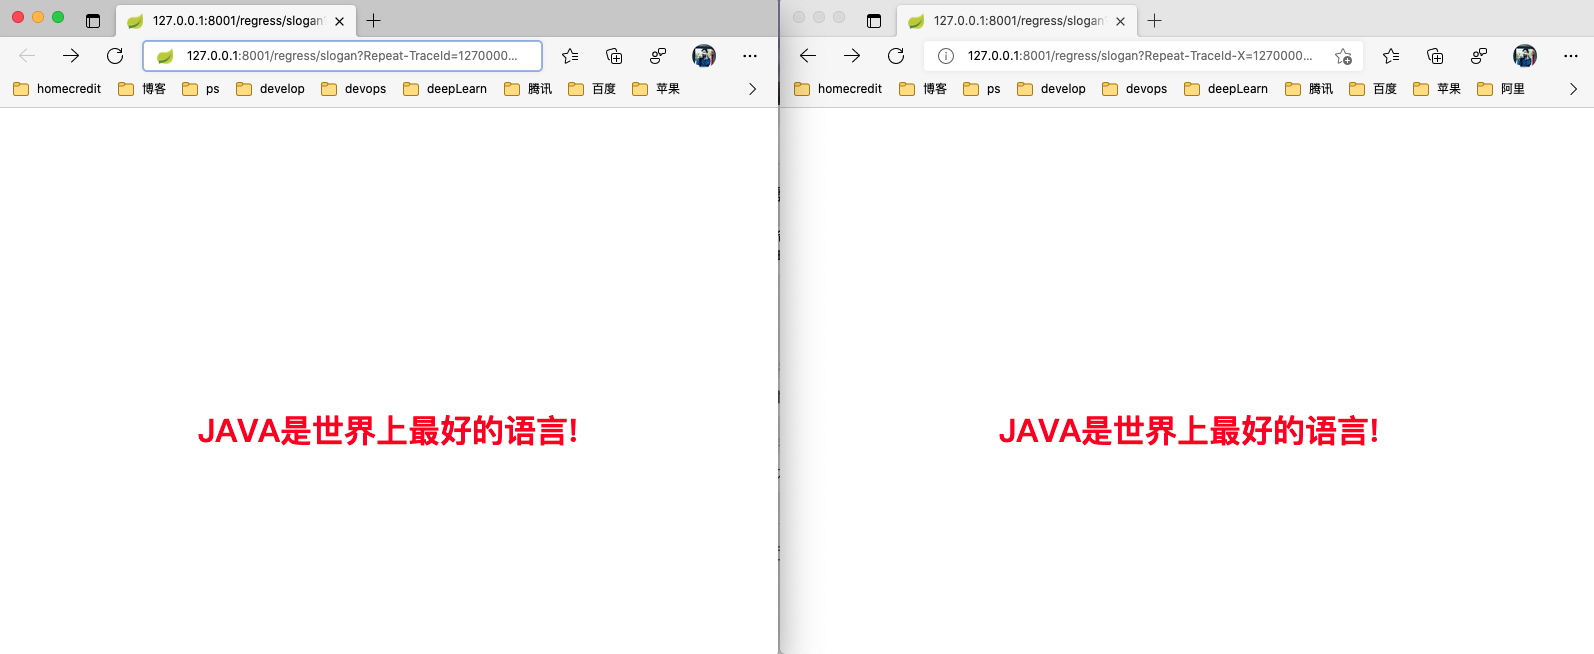 127.0.0.1:8001/regress/slogan?
127.0.0.1:8001/regress/slogan?Repeat-TraceId=1270000...
homecredit 博客 ps develop devops deepLearn 腾讯 百度 苹果
JAVA是世界上最好的语言!
127.0.0.1:8001/regress/slogan?
127.0.0.1:8001/regress/slogan?Repeat-TraceId-X=1270000...
homecredit 博客 ps develop devops deepLearn 腾讯 百度 苹果 阿里
JAVA是世界上最好的语言!